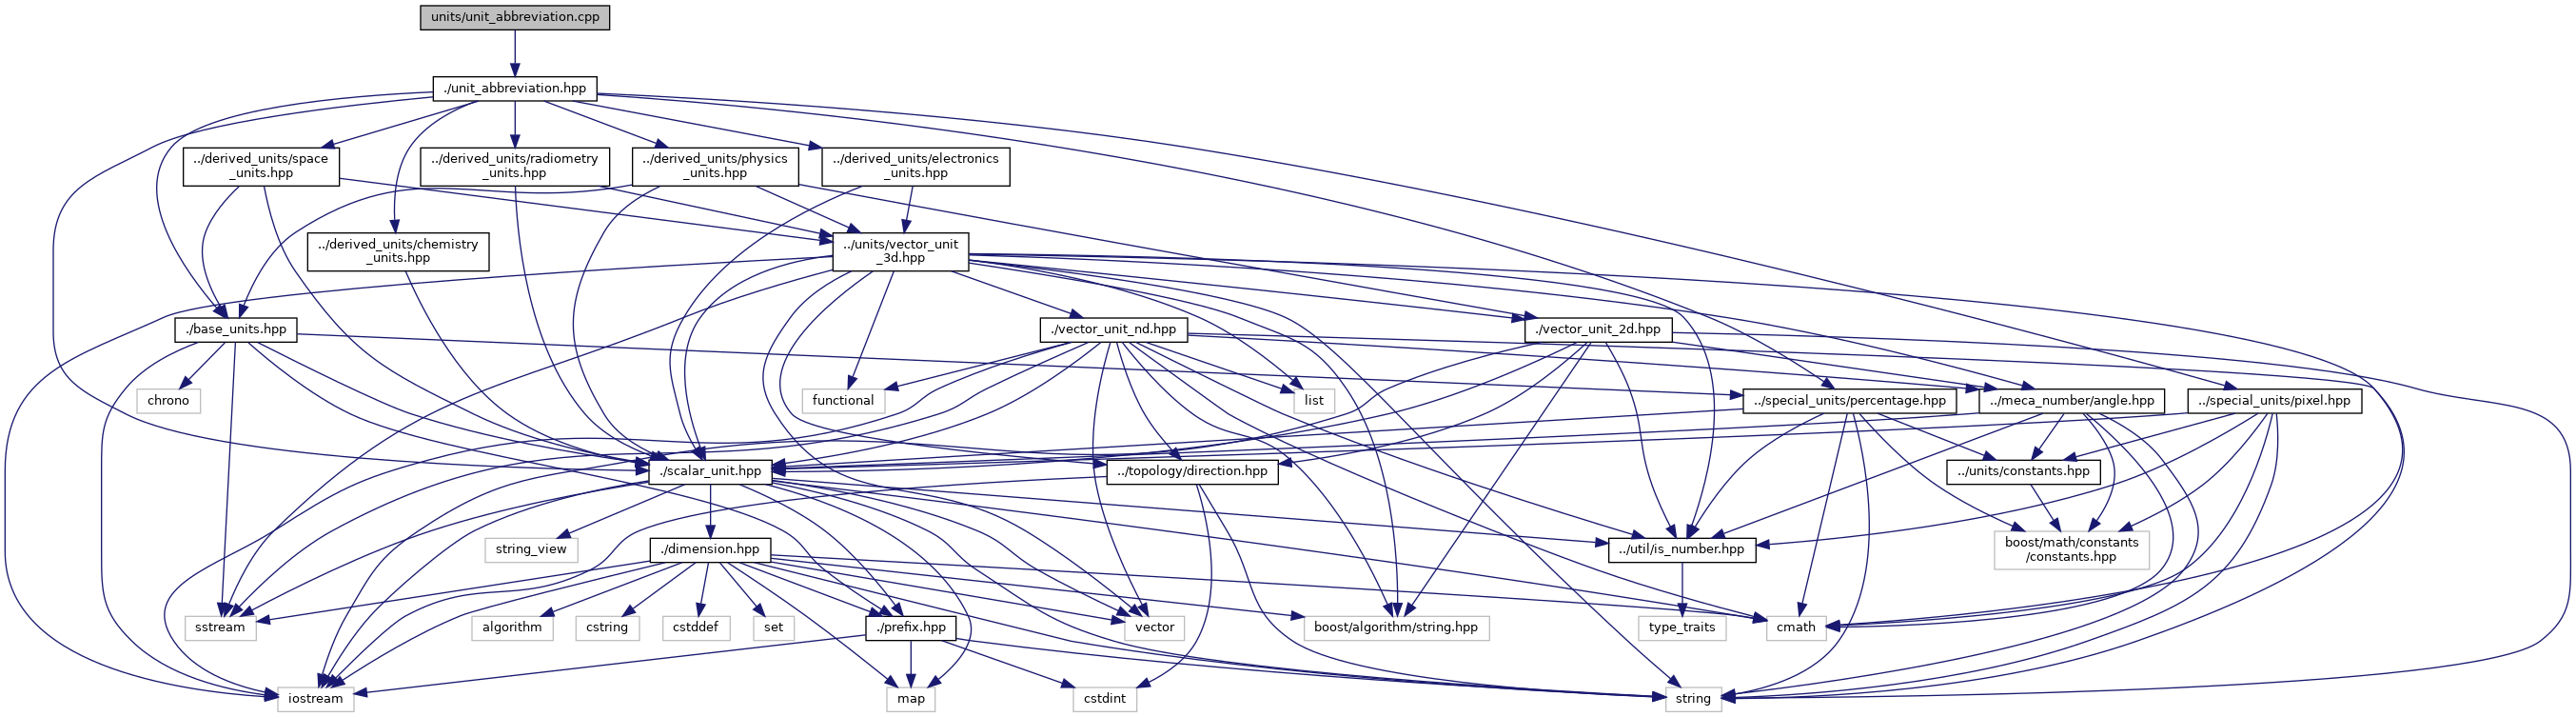 units/unit_abbreviation.cpp
./unit_abbreviation.hpp
../derived_units/space
_units.hpp
../derived_units/radiometry
_units.hpp
../derived_units/physics
_units.hpp
../derived_units/electronics
_units.hpp
../derived_units/chemistry
_units.hpp
../units/vector_unit
_3d.hpp
./base_units.hpp
./vector_unit_nd.hpp
./vector_unit_2d.hpp
chrono
functional
list
../special_units/percentage.hpp
../meca_number/angle.hpp
../special_units/pixel.hpp
./scalar_unit.hpp
../topology/direction.hpp
../units/constants.hpp
string_view
./dimension.hpp
../util/is_number.hpp
boost/math/constants
/constants.hpp
sstream
algorithm
cstring
cstddef
set
./prefix.hpp
vector
boost/algorithm/string.hpp
type_traits
cmath
iostream
map
cstdint
string